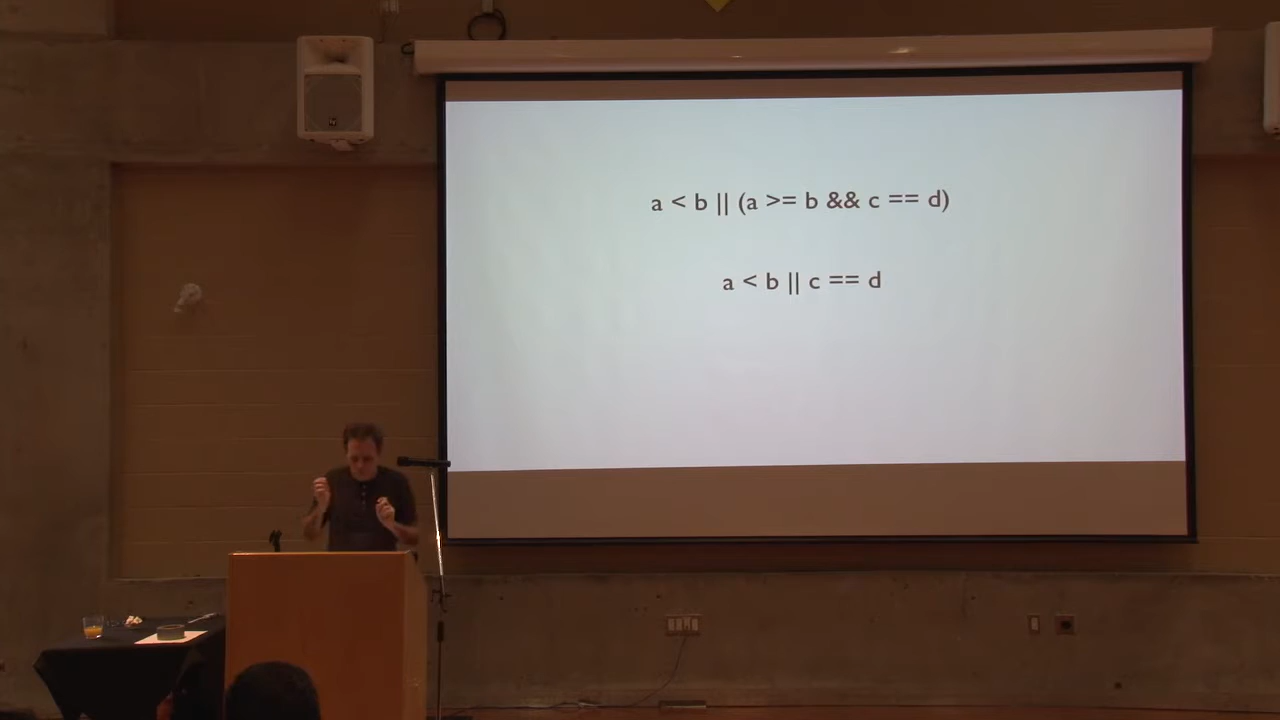 a < b || (a >= b && c == d)
a < b || c == d